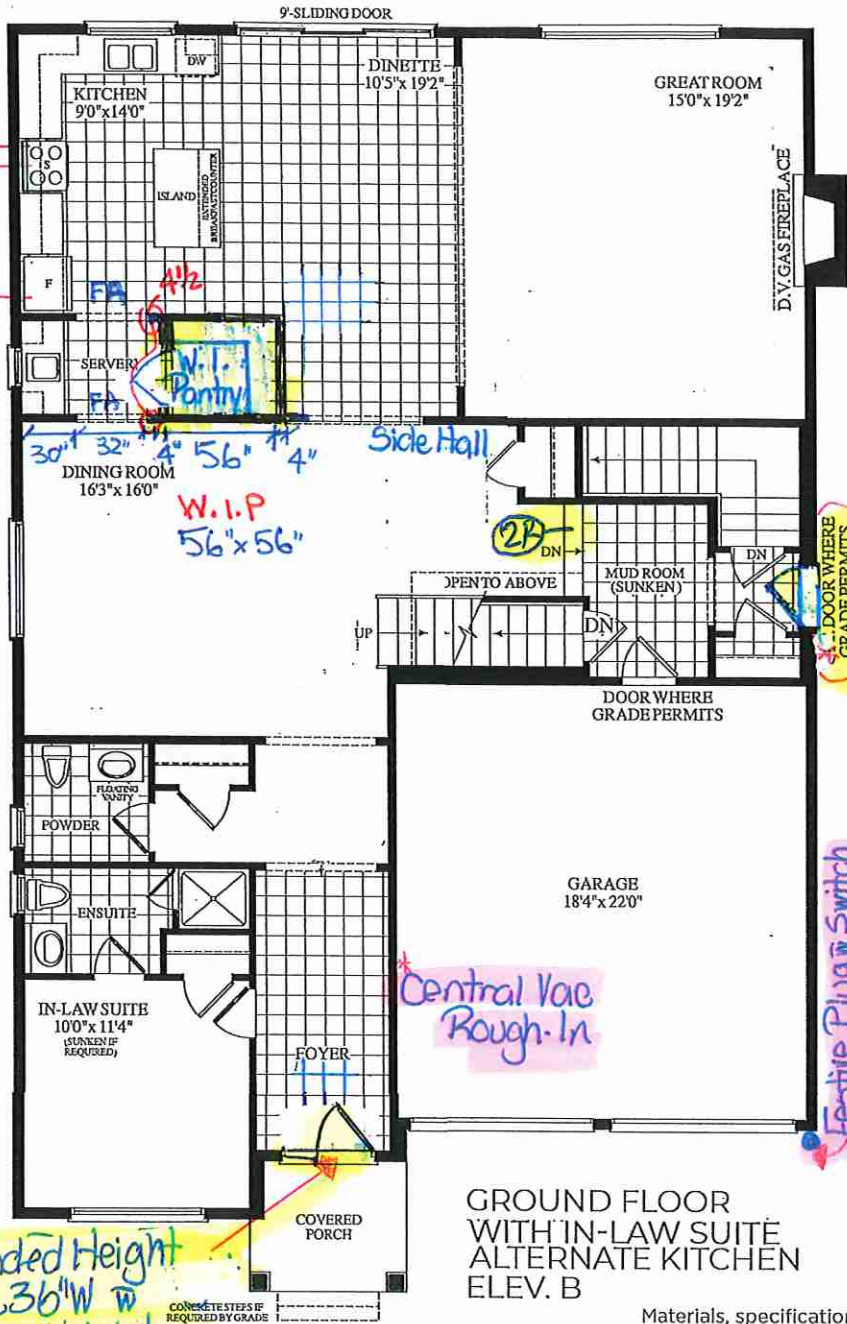 9'-SLIDING DOOR
DW
KITCHEN
9'0"x14'0"
DINETTE
10'5"x 19'2"
GREAT ROOM
15'0"x 19'2"
S
ISLAND
EXTENDED
BREAKFAST COUNTER
D.V. GAS FIREPLACE
F
FA
4 1/2
SERVERY
W.I.
Pantry
FA
30" 32" 4" 56" 4"
Side Hall
DINING ROOM
16'3"x 16'0"
W.I.P
56"x 56"
2R
DN
MUD ROOM
(SUNKEN)
DN
DOOR WHERE
GRADE PERMITS
OPEN TO ABOVE
UP
DN
DOOR WHERE
GRADE PERMITS
FLOATING
VANITY
POWDER
ENSUITE
GARAGE
18'4"x 22'0"
IN-LAW SUITE
10'0"x 11'4"
(SUNKEN IF
REQUIRED)
*Central Vac
Rough-In
Festive Plug w Switch
FOYER
COVERED
PORCH
Height
36"W w
CONCRETE STEPS IF
REQUIRED BY GRADE
GROUND FLOOR
WITH IN-LAW SUITE
ALTERNATE KITCHEN
ELEV. B
Materials, specification